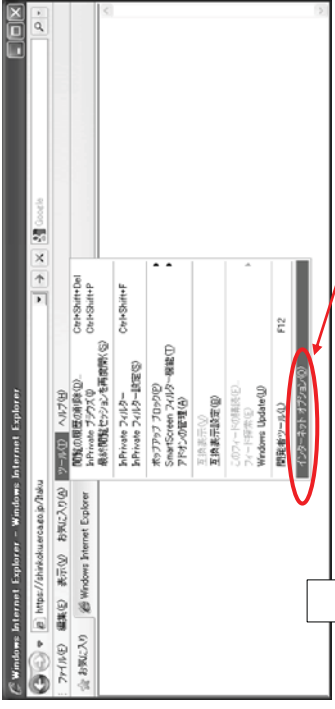 Windows Internet Explorer - Windows Internet Explorer
https://shinkoku.erca.go.jp/itaku
Google
ファイル(F) 編集(E) 表示(V) お気に入り(A) ツール(T) ヘルプ(H)
お気に入り Windows Internet Explorer
閲覧の履歴の削除(D)... Ctrl+Shift+Del
InPrivate ブラウズ(I) Ctrl+Shift+P
最終閲覧セッションを再度開く(S)
InPrivate フィルター Ctrl+Shift+F
InPrivate フィルター設定(S)
ポップアップ ブロック(P)
SmartScreen フィルター機能(T)
アドオンの管理(A)
互換表示(V)
互換表示設定(B)
このフィードの購読(E)...
フィード探索(E)
Windows Update(U)
開発者ツール(L) F12
インターネット オプション(O)